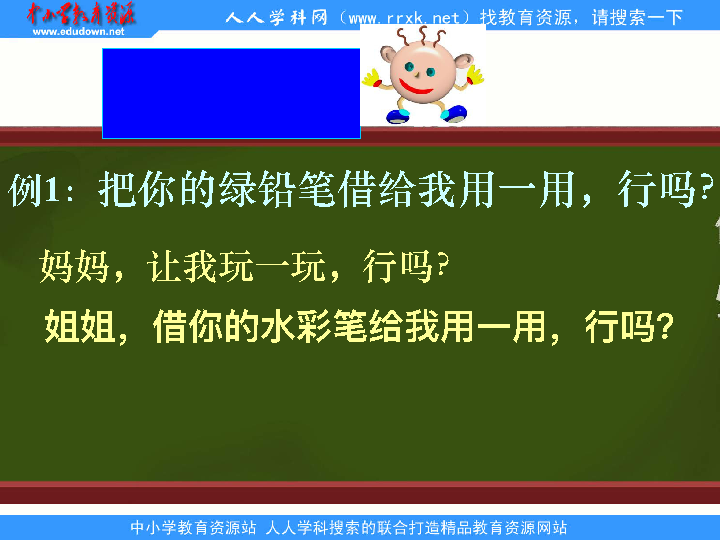 中小学教育资源
www.edudown.net
人人学科网（www.rrxk.net）找教育资源，请搜索一下
例1：把你的绿铅笔借给我用一用，行吗?
妈妈，让我玩一玩，行吗?
姐姐，借你的水彩笔给我用一用，行吗?
中小学教育资源站 人人学科搜索的联合打造精品教育资源网站